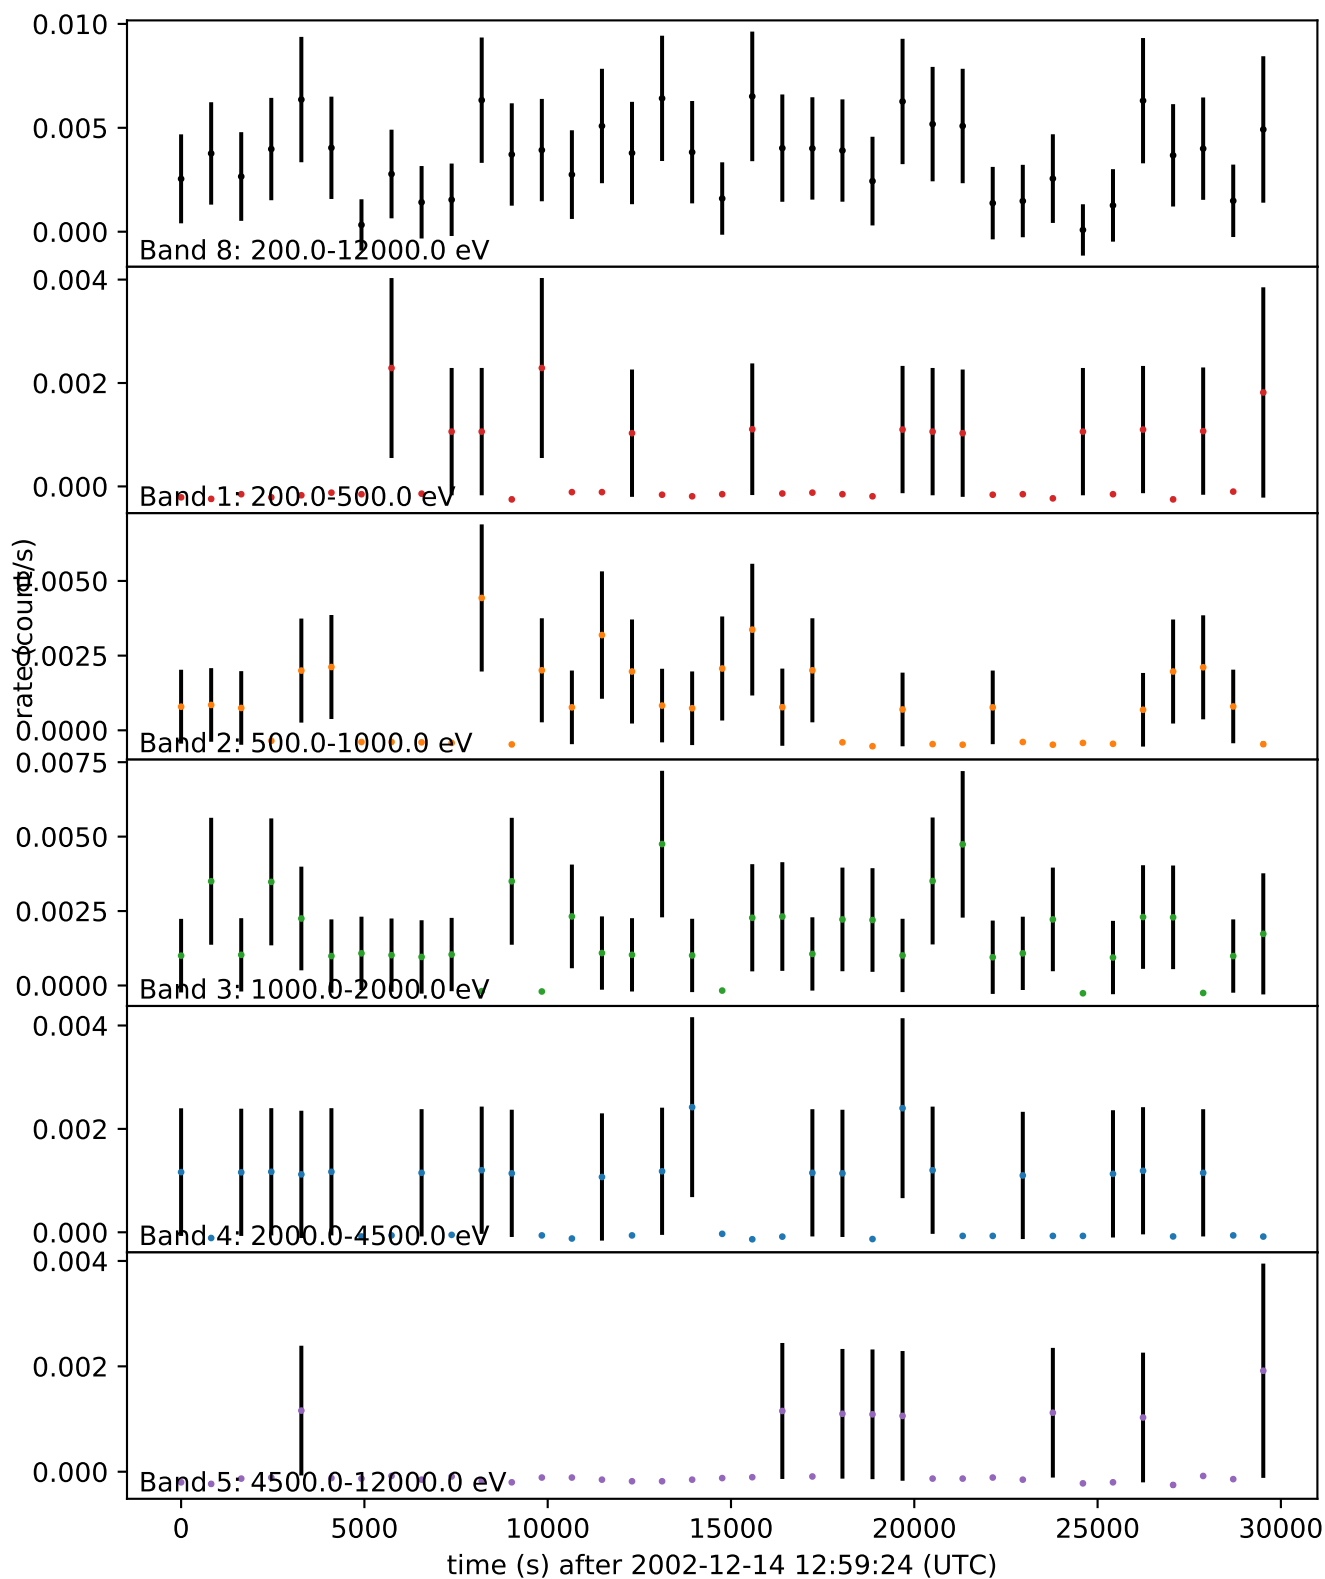 0.010
0.005
0.000
Band 8: 200.0-12000.0 eV
0.004
0.002
0.000
Band 1: 200.0-500.0 eV
0.0050
0.0025
0.0000
Band 2: 500.0-1000.0 eV
orate (count/s)
0.0075
0.0050
0.0025
0.0000
Band 3: 1000.0-2000.0 eV
0.004
0.002
0.000
Band 4: 2000.0-4500.0 eV
0.004
0.002
0.000
Band 5: 4500.0-12000.0 eV
0 5000 10000 15000 20000 25000 30000
time (s) after 2002-12-14 12:59:24 (UTC)